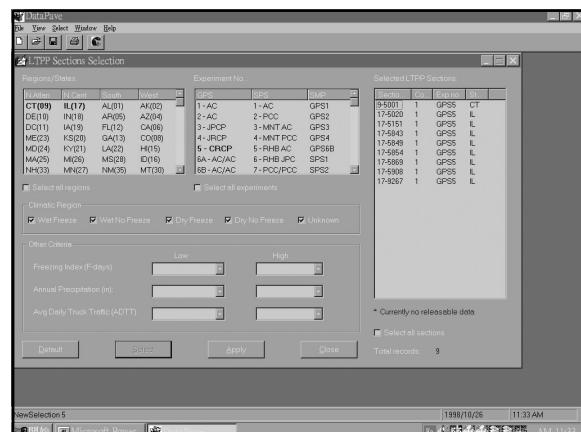 DataPave
File View Select Window Help
LTPP Sections Selection
Regions/States: Experiment No. Selected LTPP Sections:
N.Atlan N.Cent South West GPS SPS SMP Sectio... Co... Exp no St...
CT(09) IL(17) AL(01) AK(02) 1 - AC 1 - AC GPS1 9-5001 1 GPS5 CT
DE(10) IN(18) AR(05) AZ(04) 2 - AC 2 - PCC GPS2 17-5020 1 GPS5 IL
DC(11) IA(19) FL(12) CA(06) 3 - JPCP 3 - MNT AC GPS3 17-5151 1 GPS5 IL
ME(23) KS(20) GA(13) CO(08) 4 - JRCP 4 - MNT PCC GPS4 17-5843 1 GPS5 IL
MD(24) KY(21) LA(22) HI(15) 5 - CRCP 5 - RHB AC GPS6B 17-5849 1 GPS5 IL
MA(25) MI(26) MS(28) ID(16) 6A - AC/AC 6 - RHB JPC SPS1 17-5854 1 GPS5 IL
NH(33) MN(27) NM(35) MT(30) 6B - AC/AC 7 - PCC/PCC SPS2 17-5869 1 GPS5 IL
17-5908 1 GPS5 IL
17-9267 1 GPS5 IL
Select all regions Select all experiments
Climatic Region
Wet Freeze Wet No Freeze Dry Freeze Dry No Freeze Unknown
Other Criteria
Low High
Freezing Index (F-days)
Annual Precipitation (in):
Avg Daily Truck Traffic (ADTT)
* Currently no releasable data
Select all sections
Default Select Apply Close
Total records: 9
NewSelection 5 1998/10/26 11:33 AM
Microsoft Power AM 11:33